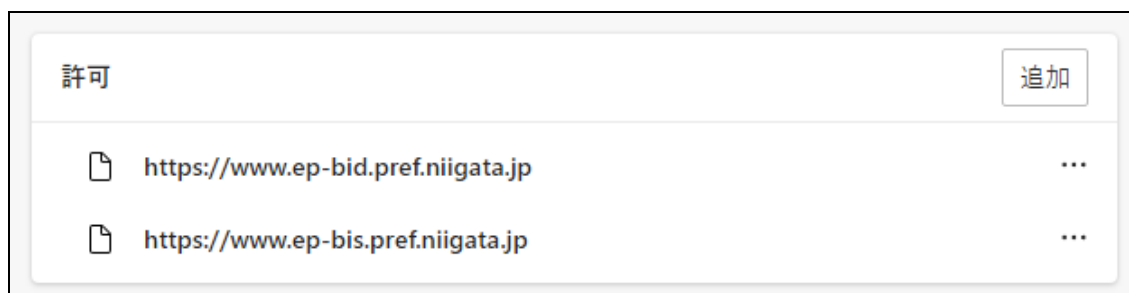 許可
追加
https://www.ep-bid.pref.niigata.jp
https://www.ep-bis.pref.niigata.jp